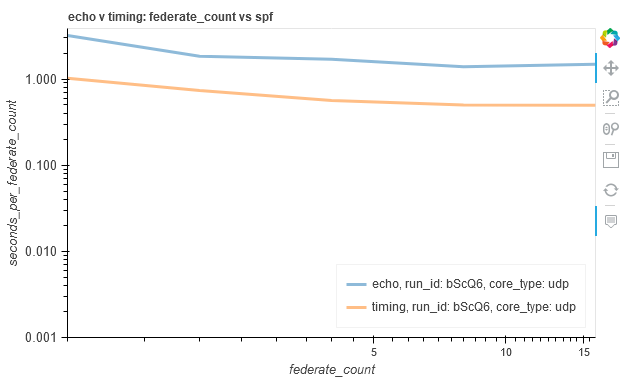 echo v timing: federate_count vs spf
seconds_per_federate_count
1.000
0.100
0.010
0.001
echo, run_id: bScQ6, core_type: udp
timing, run_id: bScQ6, core_type: udp
5
10
15
federate_count